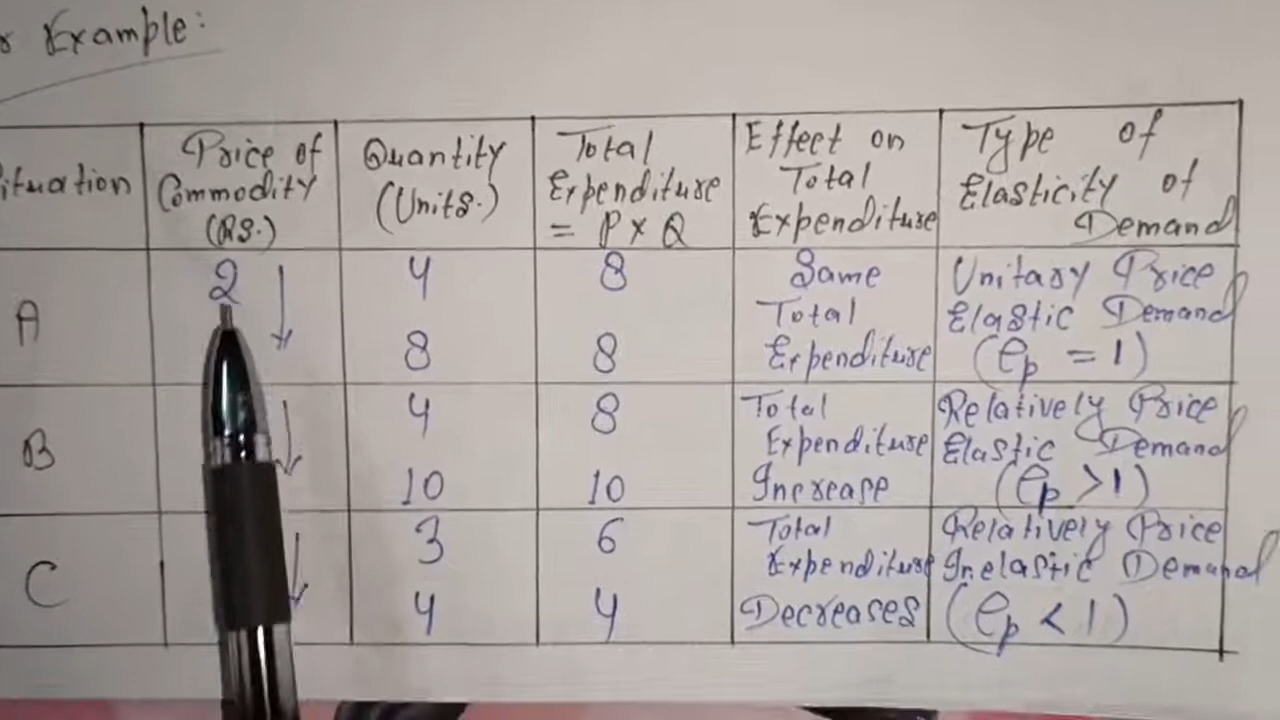 Example:
Situation
Price of
Commodity
(RS.)
Quantity
(Units.)
Total
Expenditure
= P x Q
Effect on
Total
Expenditure
Type of
Elasticity of
Demand
A
2
4
8
8
8
Same
Total
Expenditure
Unitary Price
Elastic Demand
(ep = 1)
B
4
8
10
10
Total
Expenditure
Increase
Relatively Price
Elastic Demand
(ep >1)
C
3
6
4
4
Total
Expenditure
Decreases
Relatively Price
Inelastic Demand
(ep < 1)